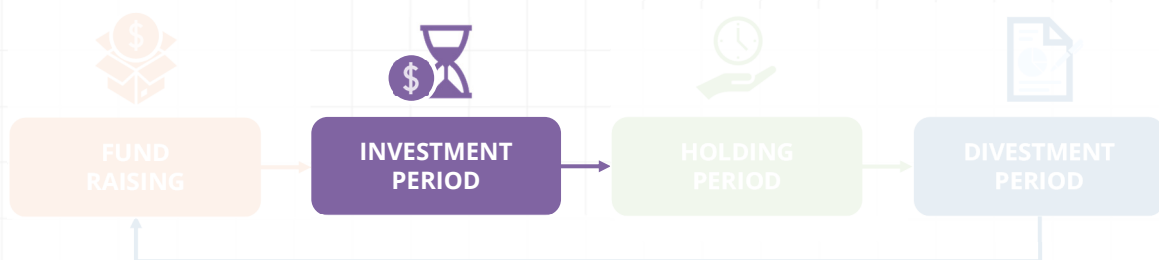 FUND
RAISING
INVESTMENT
PERIOD
HOLDING
PERIOD
DIVESTMENT
PERIOD